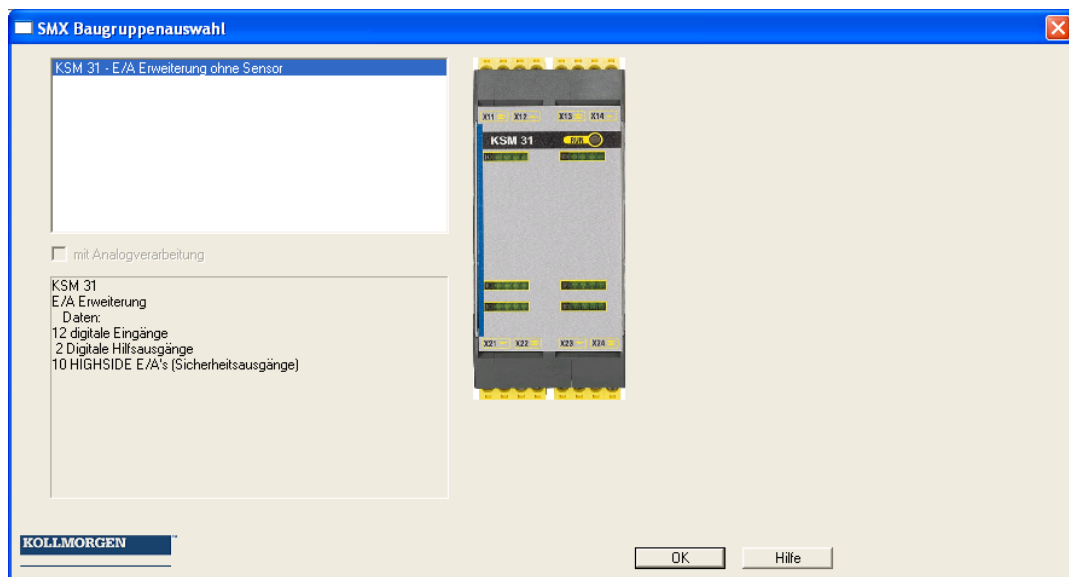 SMX Baugruppenauswahl
KSM 31 - E/A Erweiterung ohne Sensor
X11 X12 X13 X14
KSM 31 RUN
mit Analogverarbeitung
KSM 31
E/A Erweiterung
Daten:
12 digitale Eingänge
2 Digitale Hilfsausgänge
10 HIGHSIDE E/A's (Sicherheitsausgänge)
X21 X22 X23 X24
KOLLMORGEN
OK Hilfe